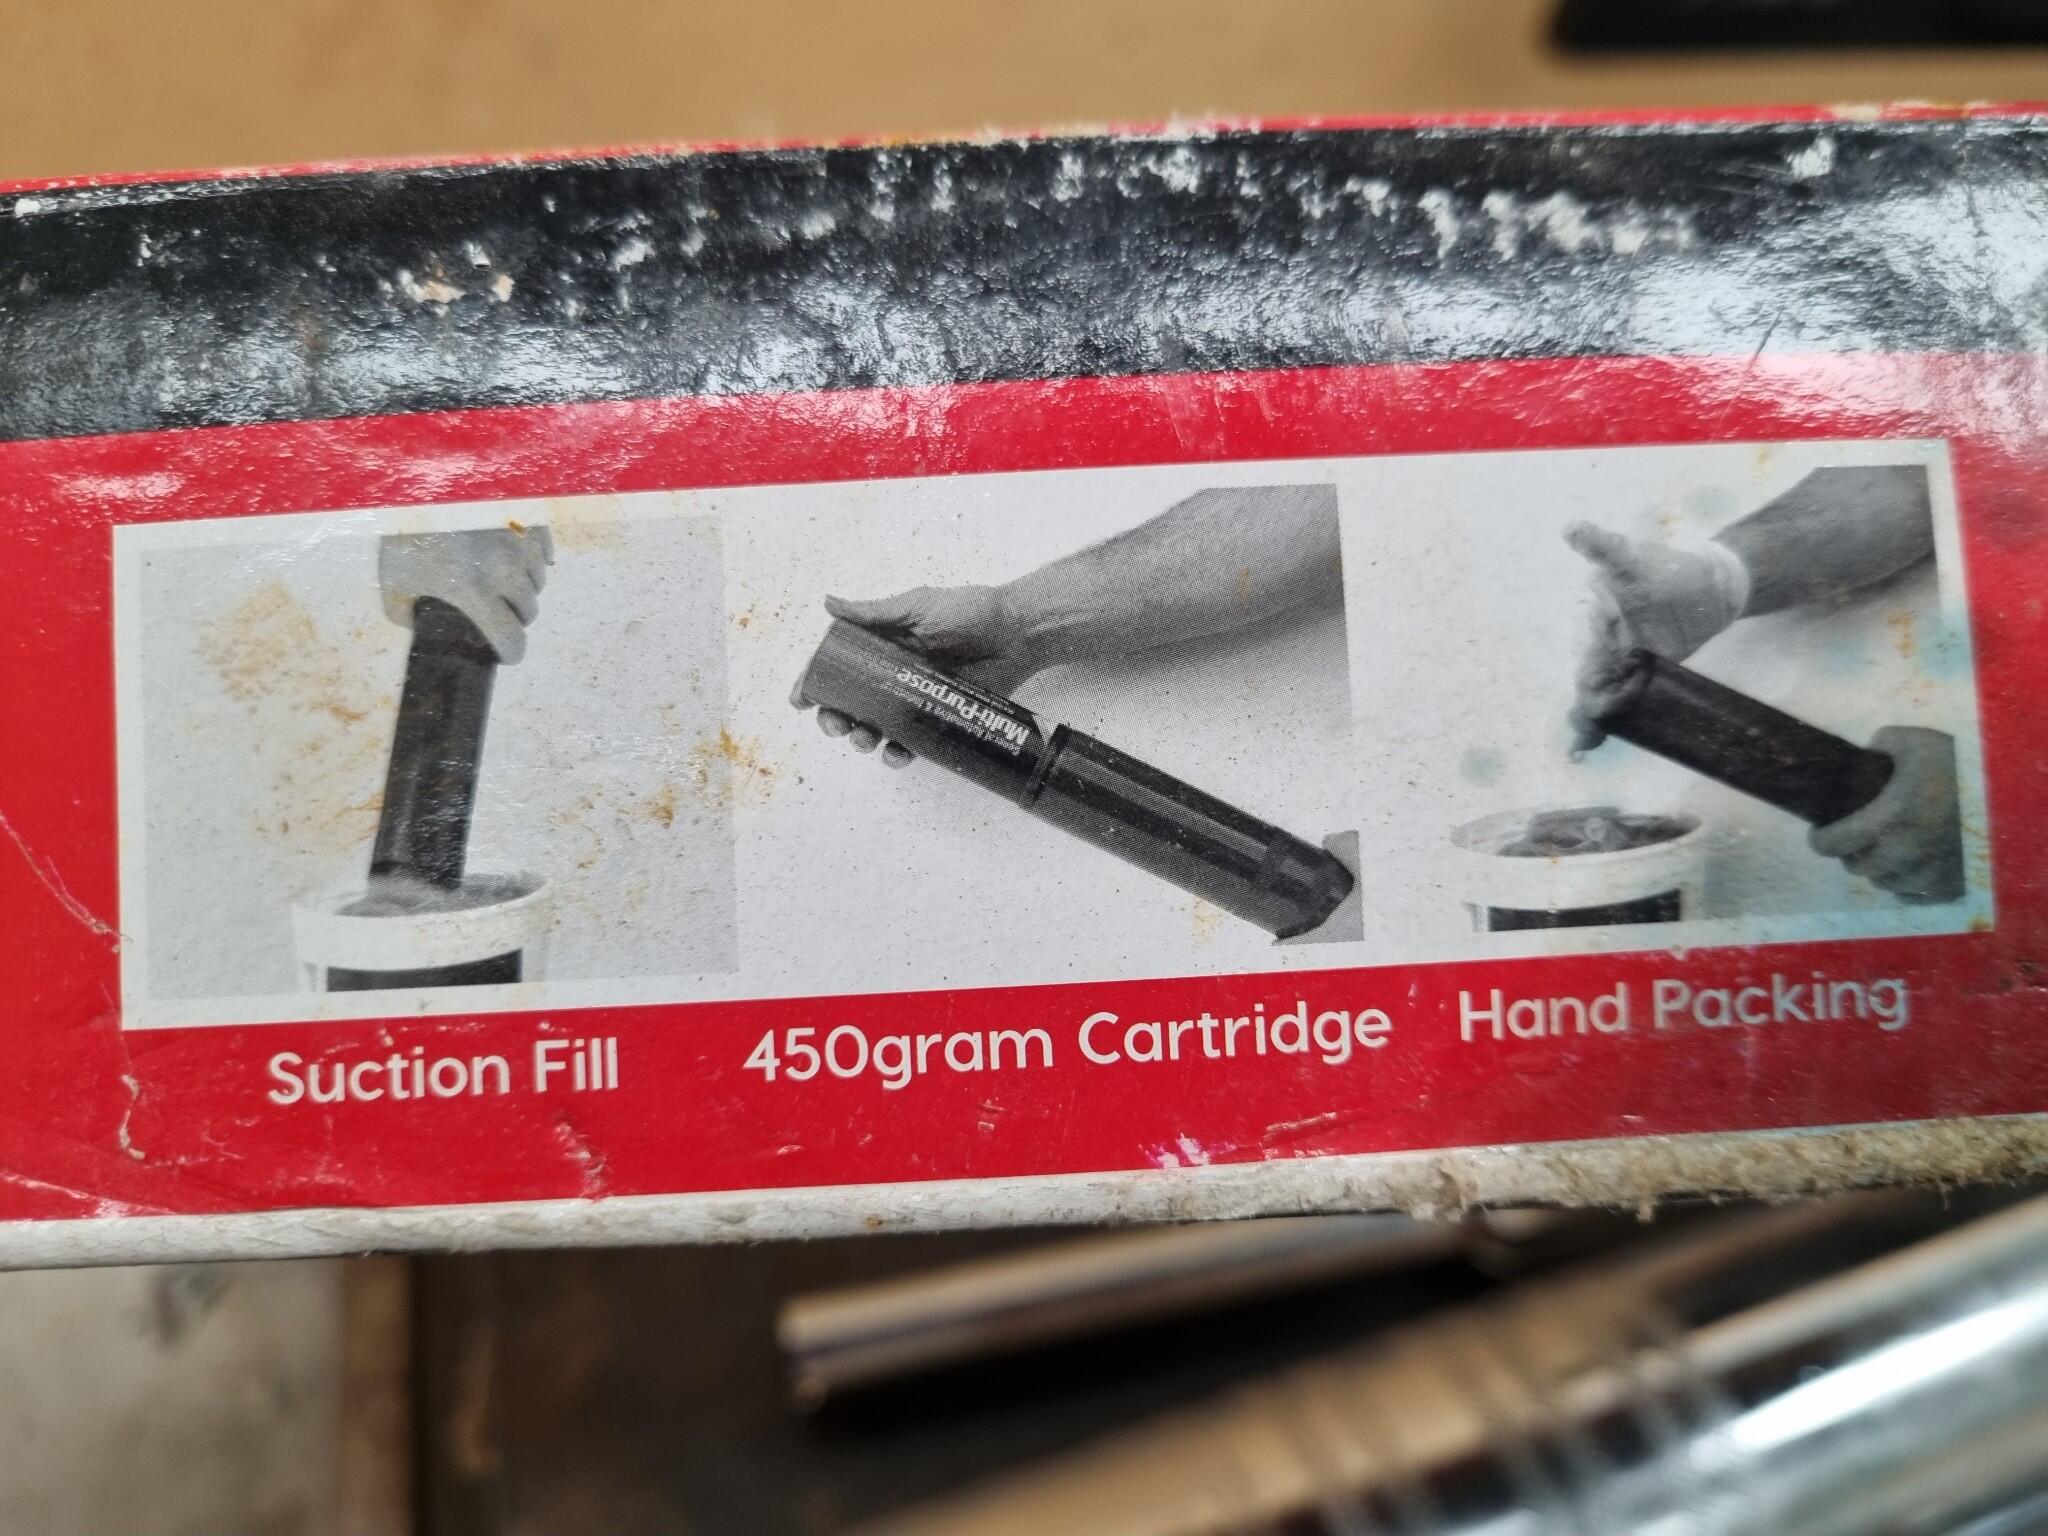 Multi-Purpose
Suction Fill
450gram Cartridge
Hand Packing